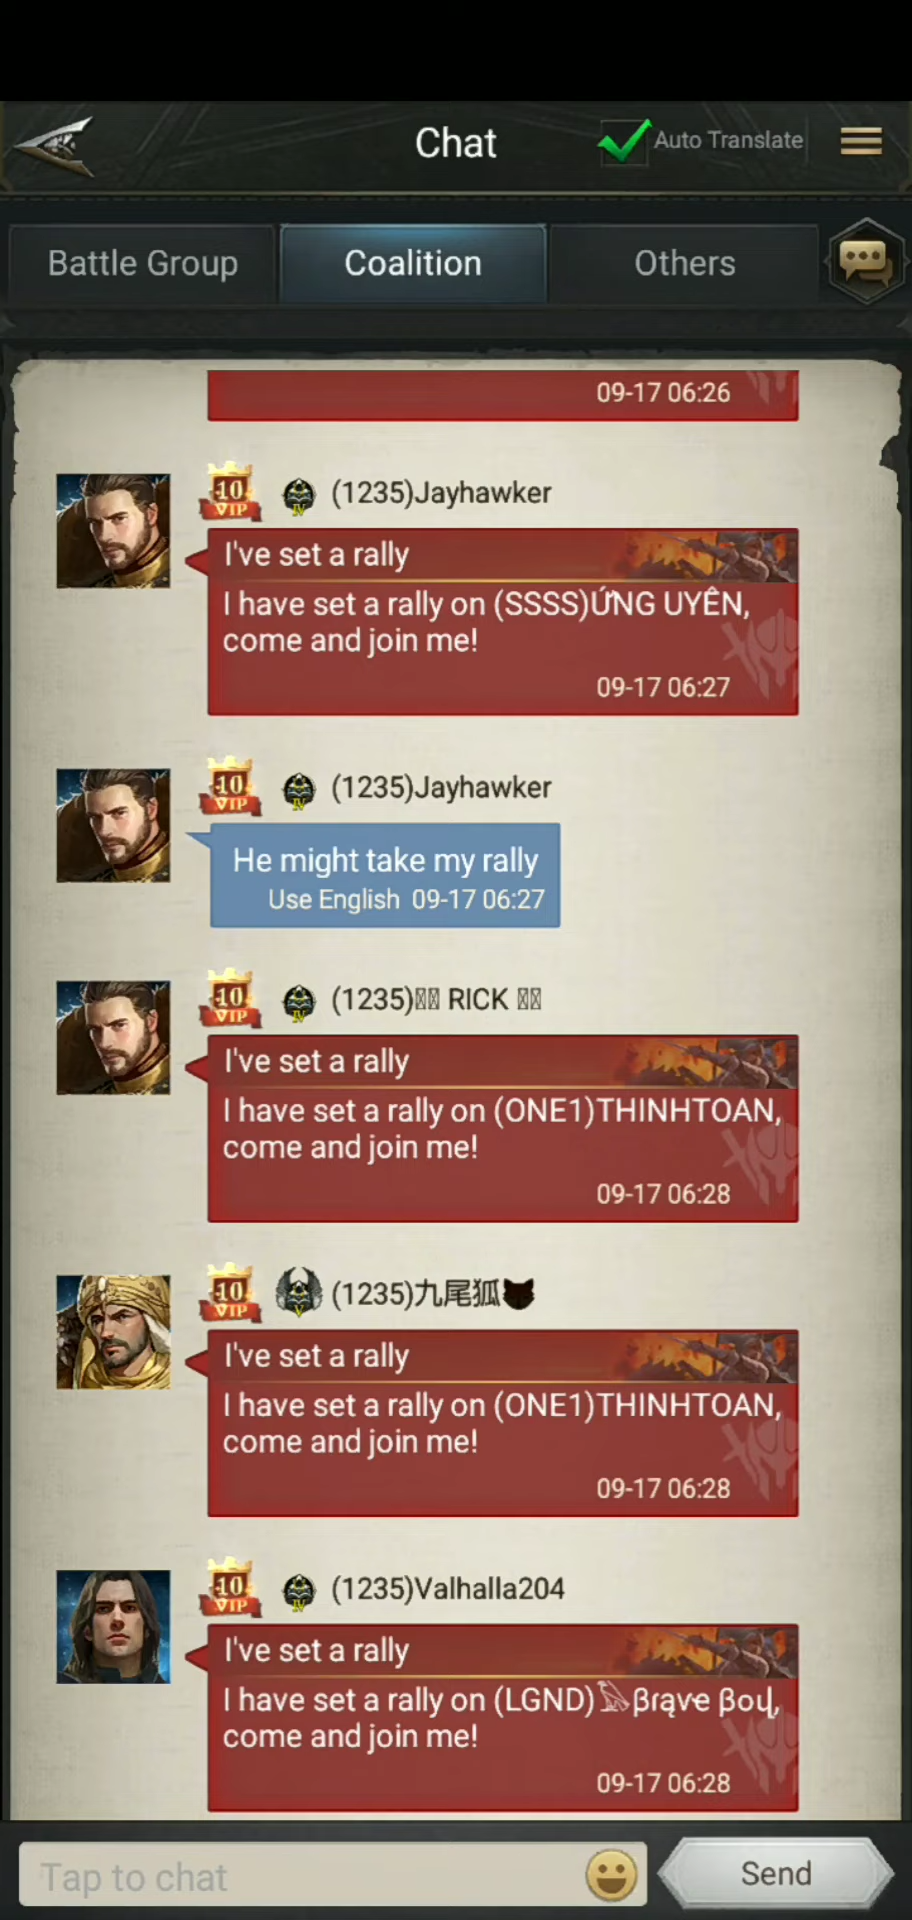 Chat
Auto Translate
Battle Group
Coalition
Others
09-17 06:26
10
VIP
IV
(1235)Jayhawker
I've set a rally
I have set a rally on (SSSS)ỨNG UYÊN,
come and join me!
09-17 06:27
10
VIP
IV
(1235)Jayhawker
He might take my rally
Use English 09-17 06:27
10
VIP
IV
(1235) RICK
I've set a rally
I have set a rally on (ONE1)THINHTOAN,
come and join me!
09-17 06:28
10
VIP
V
(1235)九尾狐
I've set a rally
I have set a rally on (ONE1)THINHTOAN,
come and join me!
09-17 06:28
10
VIP
IV
(1235)Valhalla204
I've set a rally
I have set a rally on (LGND)
come and join me!
09-17 06:28
Tap to chat
Send